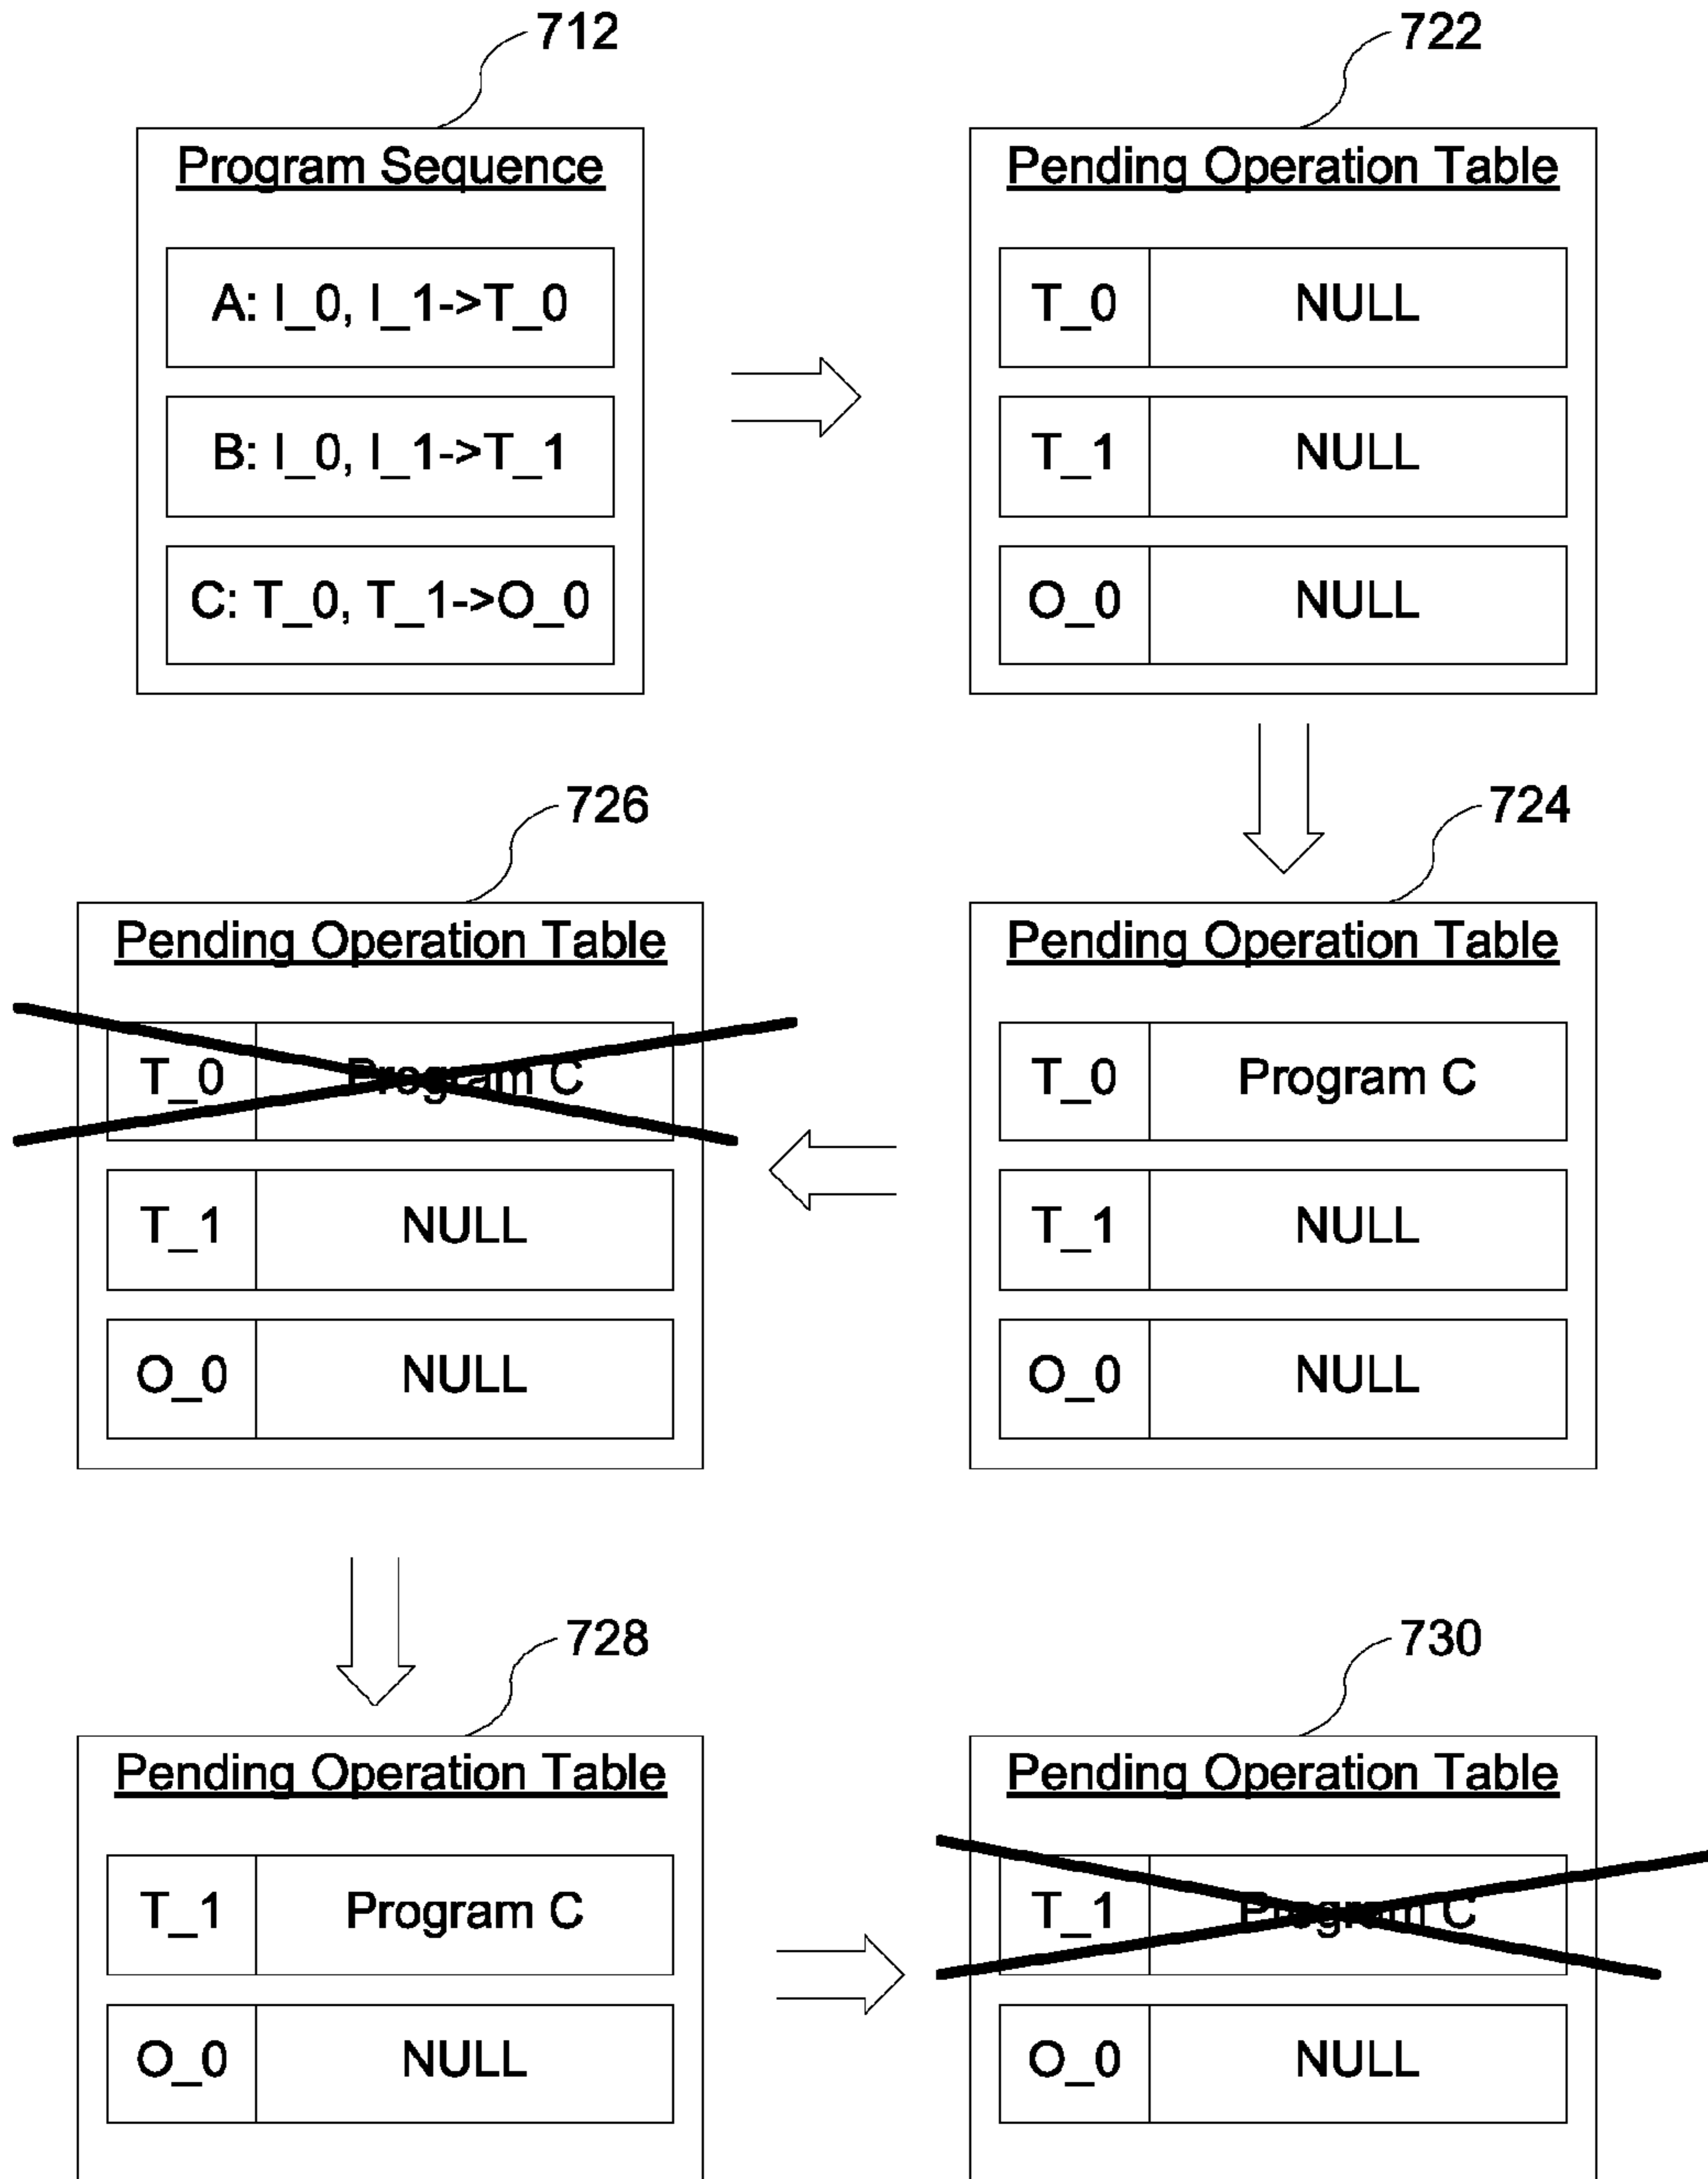 712
Program Sequence
A: I_0, I_1->T_0
B: I_0, I_1->T_1
C: T_0, T_1->O_0
722
Pending Operation Table
T_0 NULL
T_1 NULL
O_0 NULL
726
Pending Operation Table
T_0 Program C
T_1 NULL
O_0 NULL
724
Pending Operation Table
T_0 Program C
T_1 NULL
O_0 NULL
728
Pending Operation Table
T_1 Program C
O_0 NULL
730
Pending Operation Table
T_1 Program C
O_0 NULL